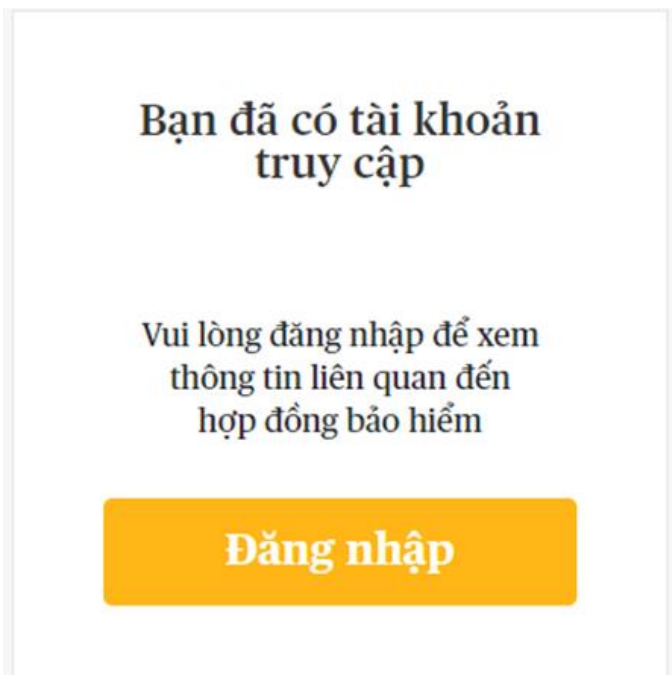 Bạn đã có tài khoản
truy cập
Vui lòng đăng nhập để xem
thông tin liên quan đến
hợp đồng bảo hiểm
Đăng nhập